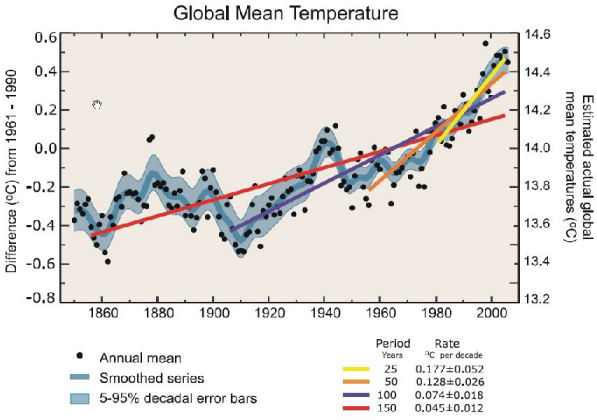 Global Mean Temperature
Difference (ºC) from 1961 - 1990
0.6
0.4
0.2
0.0
-0.2
-0.4
-0.6
-0.8
14.6
14.4
14.2
14.0
13.8
13.6
13.4
13.2
Estimated actual global
mean temperatures (ºC)
1860 1880 1900 1920 1940 1960 1980 2000
Annual mean
Smoothed series
5-95% decadal error bars
Period Rate
Years ºC per decade
25 0.177±0.052
50 0.128±0.026
100 0.074±0.018
150 0.045±0.012